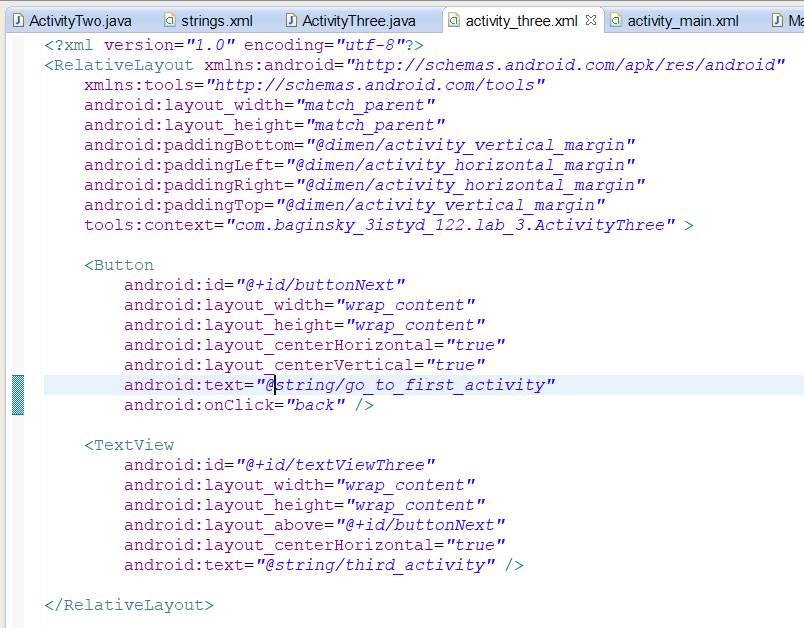 ActivityTwo.java strings.xml ActivityThree.java activity_three.xml activity_main.xml Ma
<?xml version="1.0" encoding="utf-8"?>
<RelativeLayout xmlns:android="http://schemas.android.com/apk/res/android"
    xmlns:tools="http://schemas.android.com/tools"
    android:layout_width="match_parent"
    android:layout_height="match_parent"
    android:paddingBottom="@dimen/activity_vertical_margin"
    android:paddingLeft="@dimen/activity_horizontal_margin"
    android:paddingRight="@dimen/activity_horizontal_margin"
    android:paddingTop="@dimen/activity_vertical_margin"
    tools:context="com.baginsky_3istyd_122.lab_3.ActivityThree" >
    <Button
        android:id="@+id/buttonNext"
        android:layout_width="wrap_content"
        android:layout_height="wrap_content"
        android:layout_centerHorizontal="true"
        android:layout_centerVertical="true"
        android:text="@string/go_to_first_activity"
        android:onClick="back" />
    <TextView
        android:id="@+id/textViewThree"
        android:layout_width="wrap_content"
        android:layout_height="wrap_content"
        android:layout_above="@+id/buttonNext"
        android:layout_centerHorizontal="true"
        android:text="@string/third_activity" />
</RelativeLayout>